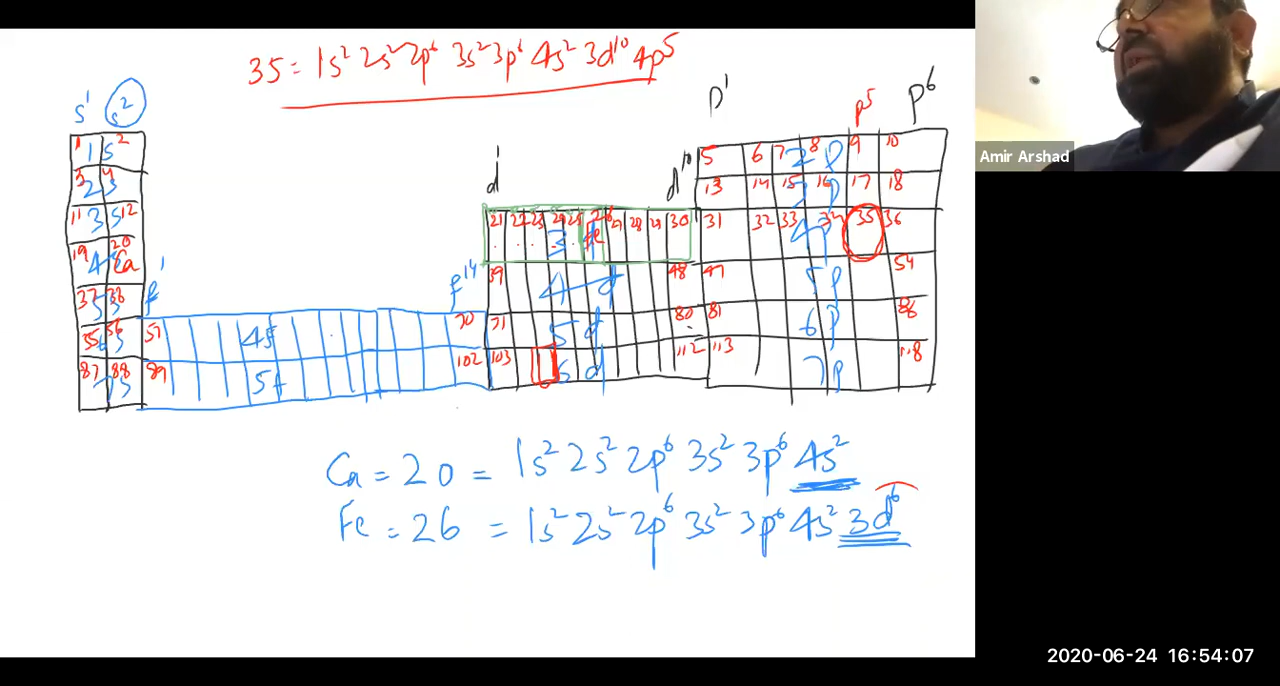 35 = 1s² 2s² 2p⁶ 3s² 3p⁶ 4s² 3d¹⁰ 4p⁵
s¹ s² p¹ p⁵ p⁶
1 1s 2 d¹ d¹⁰ 5 6 7 2p 8 9 10
3 2s 4 13 14 15 16 p 17 18
11 3s 12 21 22 23 24 25 26 Fe 27 28 29 30 3d 31 32 33 4p 35 36
19 4s 20 Ca f¹ f¹⁴ 39 4d 48 5p 54
37 38 57 4f 70 71 5d 80 81 6p 86
56 89 5f 102 103 6d 112 113 7p 118
87 7s 88
Ca = 20 = 1s² 2s² 2p⁶ 3s² 3p⁶ 4s²
Fe = 26 = 1s² 2s² 2p⁶ 3s² 3p⁶ 4s² 3d⁶
Amir Arshad
2020-06-24 16:54:07